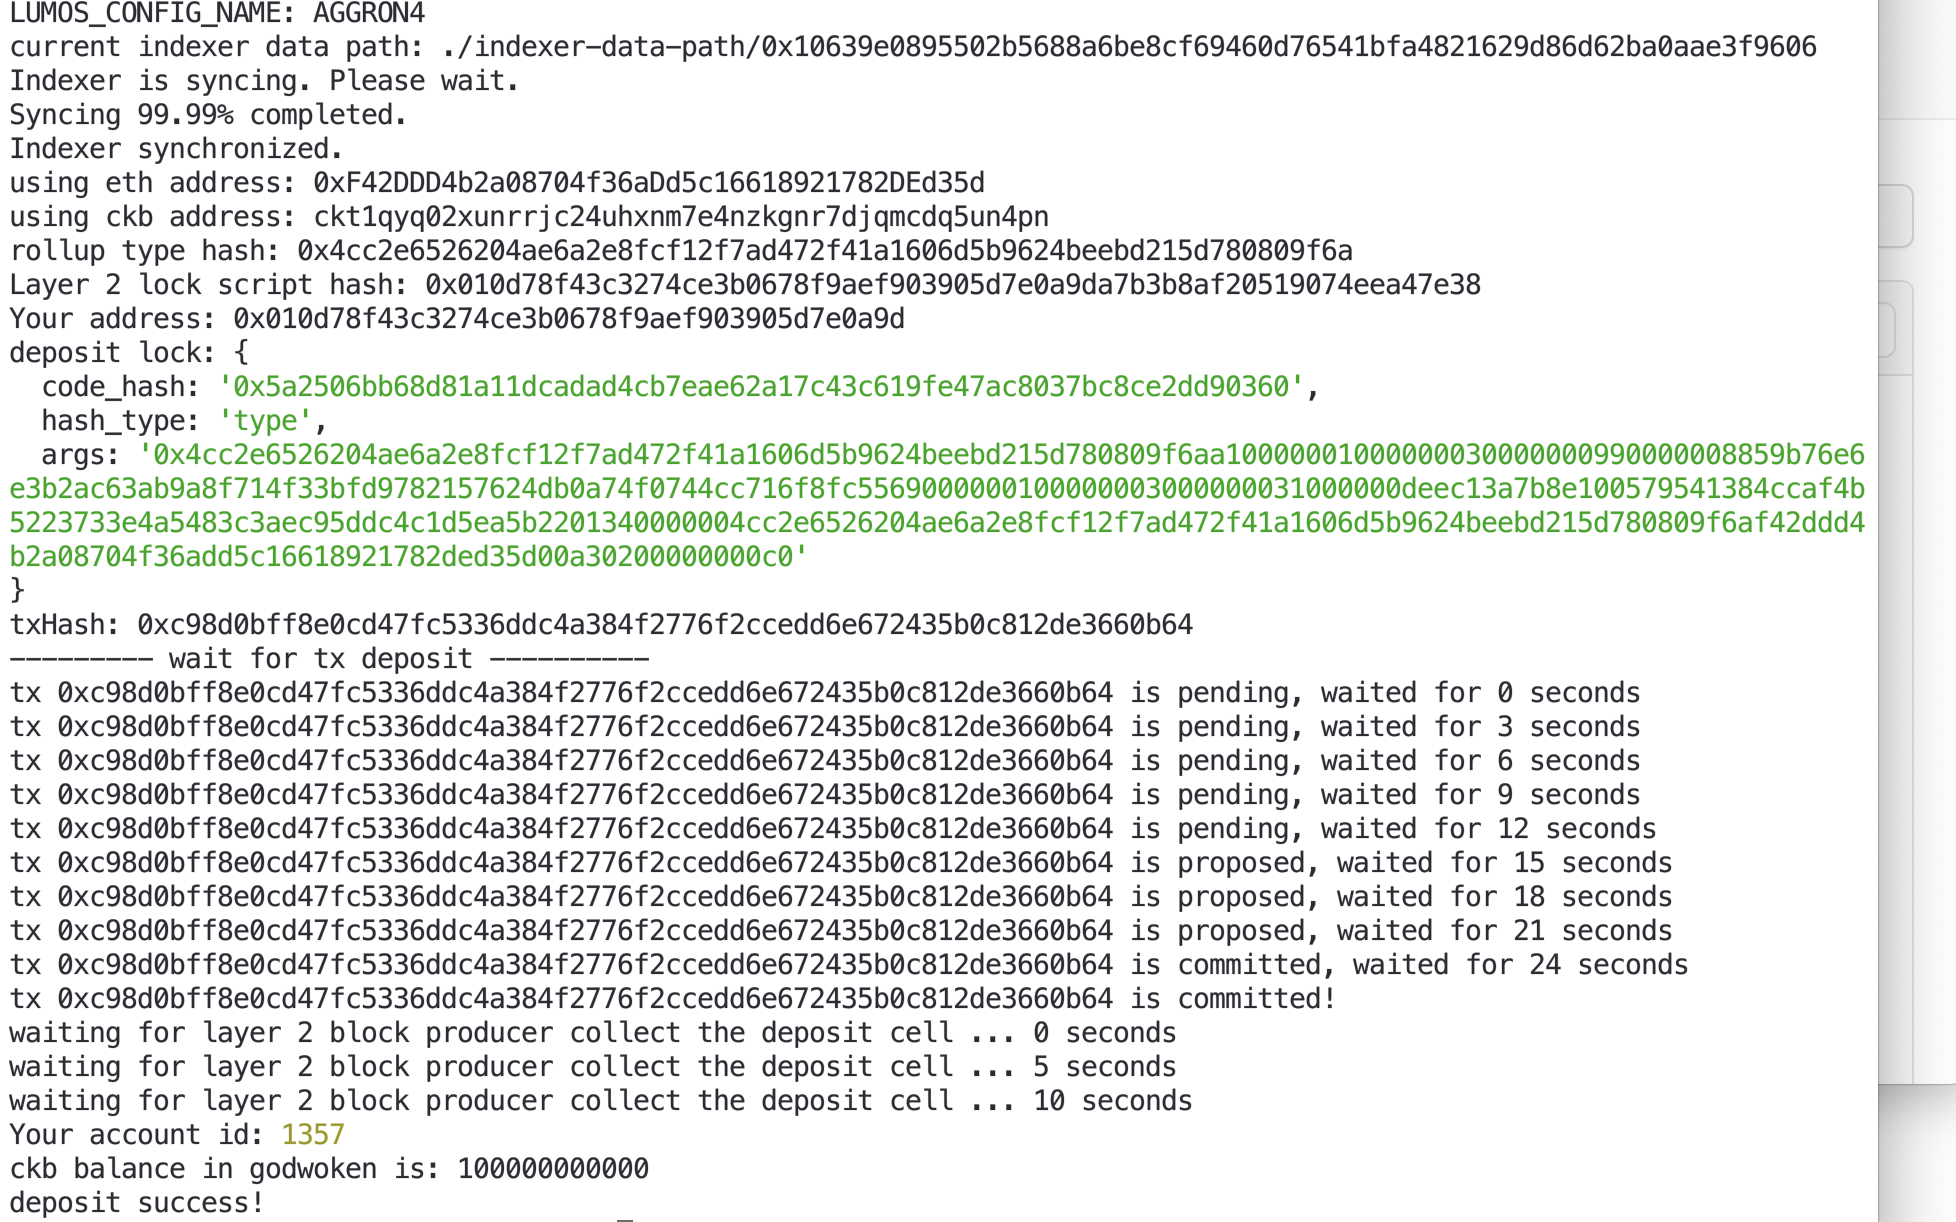 LUMOS_CONFIG_NAME: AGGRON4
current indexer data path: ./indexer-data-path/0x10639e0895502b5688a6be8cf69460d76541bfa4821629d86d62ba0aae3f9606
Indexer is syncing. Please wait.
Syncing 99.99% completed.
Indexer synchronized.
using eth address: 0xF42DDD4b2a08704f36aDd5c16618921782DEd35d
using ckb address: ckt1qyq02xunrrjc24uhxnm7e4nzkgnr7djqmcdq5un4pn
rollup type hash: 0x4cc2e6526204ae6a2e8fcf12f7ad472f41a1606d5b9624beebd215d780809f6a
Layer 2 lock script hash: 0x010d78f43c3274ce3b0678f9aef903905d7e0a9da7b3b8af20519074eea47e38
Your address: 0x010d78f43c3274ce3b0678f9aef903905d7e0a9d
deposit lock: {
  code_hash: '0x5a2506bb68d81a11dcadad4cb7eae62a17c43c619fe47ac8037bc8ce2dd90360',
  hash_type: 'type',
  args: '0x4cc2e6526204ae6a2e8fcf12f7ad472f41a1606d5b9624beebd215d780809f6aa10000001000000030000000990000008859b76e6
e3b2ac63ab9a8f714f33bfd9782157624db0a74f0744cc716f8fc5569000000100000003000000031000000deec13a7b8e100579541384ccaf4b
5223733e4a5483c3aec95ddc4c1d5ea5b2201340000004cc2e6526204ae6a2e8fcf12f7ad472f41a1606d5b9624beebd215d780809f6af42ddd4
b2a08704f36add5c16618921782ded35d00a30200000000c0'
}
txHash: 0xc98d0bff8e0cd47fc5336ddc4a384f2776f2ccedd6e672435b0c812de3660b64
--------- wait for tx deposit ----------
tx 0xc98d0bff8e0cd47fc5336ddc4a384f2776f2ccedd6e672435b0c812de3660b64 is pending, waited for 0 seconds
tx 0xc98d0bff8e0cd47fc5336ddc4a384f2776f2ccedd6e672435b0c812de3660b64 is pending, waited for 3 seconds
tx 0xc98d0bff8e0cd47fc5336ddc4a384f2776f2ccedd6e672435b0c812de3660b64 is pending, waited for 6 seconds
tx 0xc98d0bff8e0cd47fc5336ddc4a384f2776f2ccedd6e672435b0c812de3660b64 is pending, waited for 9 seconds
tx 0xc98d0bff8e0cd47fc5336ddc4a384f2776f2ccedd6e672435b0c812de3660b64 is pending, waited for 12 seconds
tx 0xc98d0bff8e0cd47fc5336ddc4a384f2776f2ccedd6e672435b0c812de3660b64 is proposed, waited for 15 seconds
tx 0xc98d0bff8e0cd47fc5336ddc4a384f2776f2ccedd6e672435b0c812de3660b64 is proposed, waited for 18 seconds
tx 0xc98d0bff8e0cd47fc5336ddc4a384f2776f2ccedd6e672435b0c812de3660b64 is proposed, waited for 21 seconds
tx 0xc98d0bff8e0cd47fc5336ddc4a384f2776f2ccedd6e672435b0c812de3660b64 is committed, waited for 24 seconds
tx 0xc98d0bff8e0cd47fc5336ddc4a384f2776f2ccedd6e672435b0c812de3660b64 is committed!
waiting for layer 2 block producer collect the deposit cell ... 0 seconds
waiting for layer 2 block producer collect the deposit cell ... 5 seconds
waiting for layer 2 block producer collect the deposit cell ... 10 seconds
Your account id: 1357
ckb balance in godwoken is: 100000000000
deposit success!